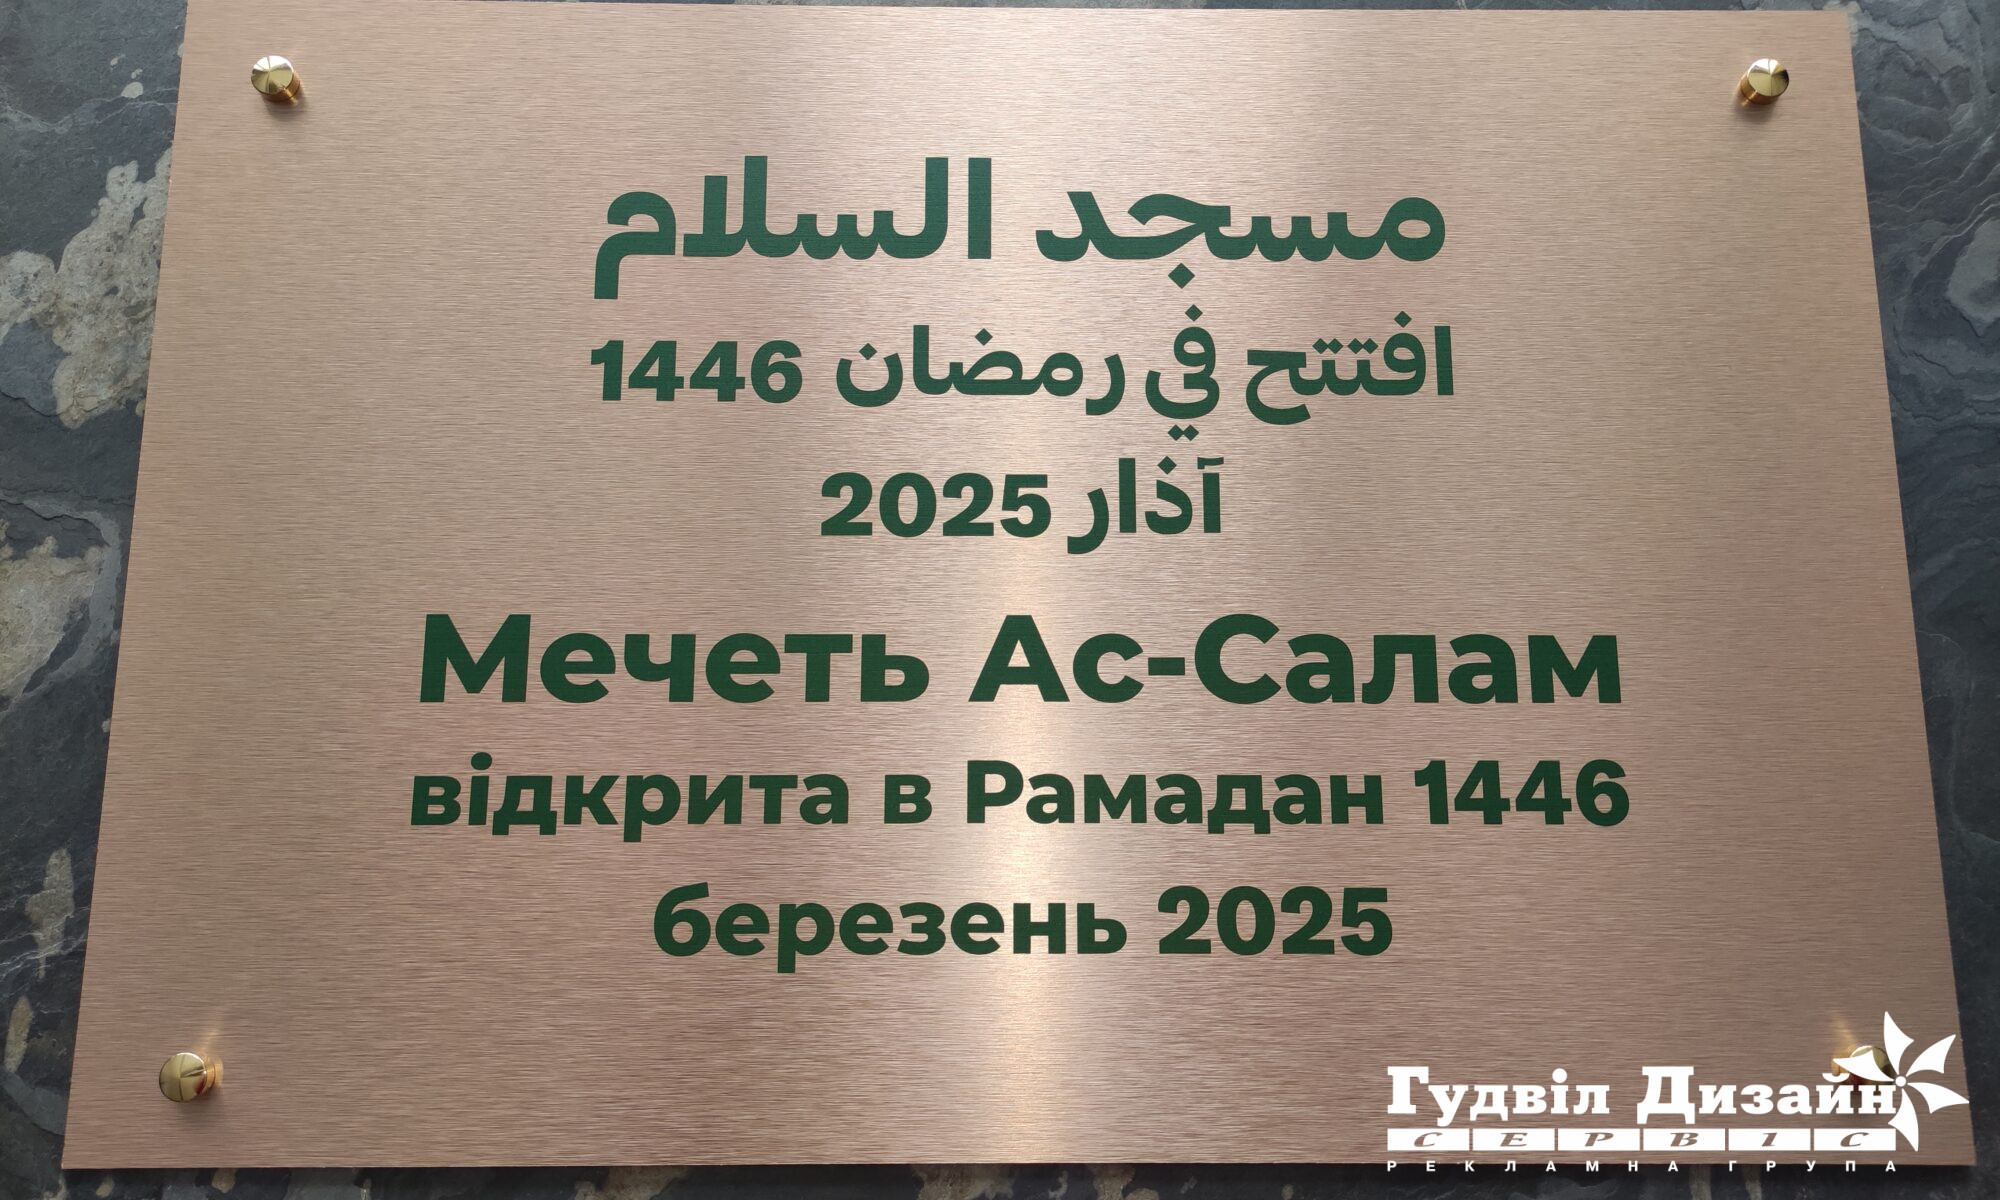 مسجد السلام
افتتح في رمضان 1446
آذار 2025
Мечеть Ас-Салам
відкрита в Рамадан 1446
березень 2025
Гудвіл Дизайн
СЕРВІС
РЕКЛАМНА ГРУПА